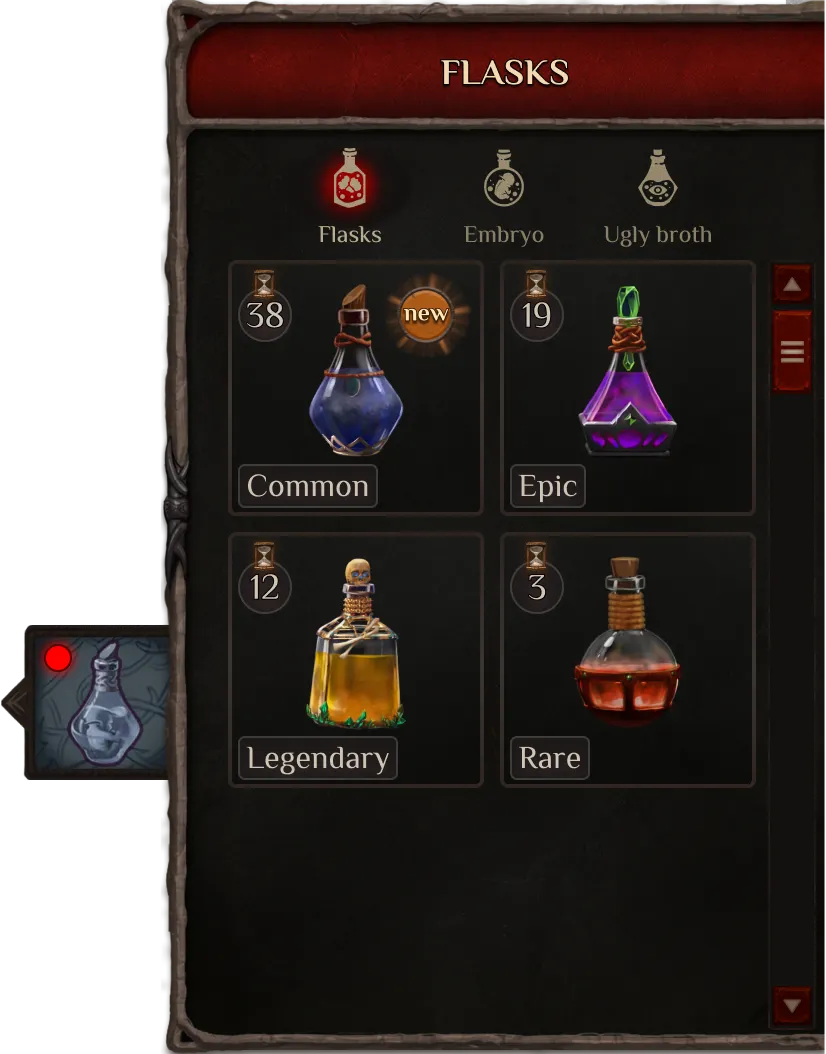 FLASKS
Flasks
Embryo
Ugly broth
38
new
19
Common
Epic
12
3
Legendary
Rare